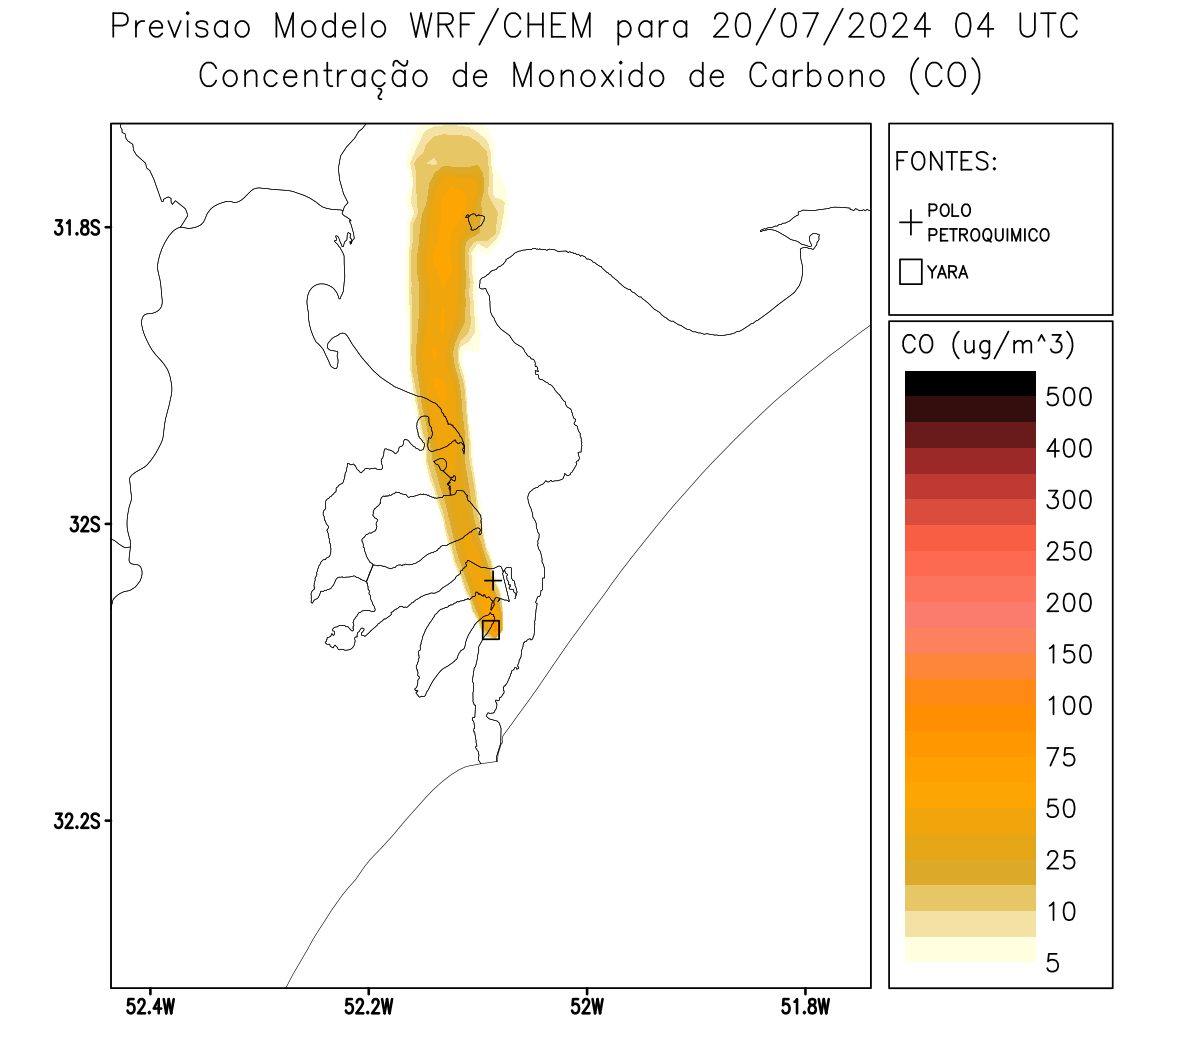 Previsao Modelo WRF/CHEM para 20/07/2024 04 UTC
Concentração de Monoxido de Carbono (CO)
FONTES:
POLO
PETROQUIMICO
YARA
CO (ug/m^3)
500
400
300
250
200
150
100
75
50
25
10
5
31.8S
32S
32.2S
52.4W
52.2W
52W
51.8W